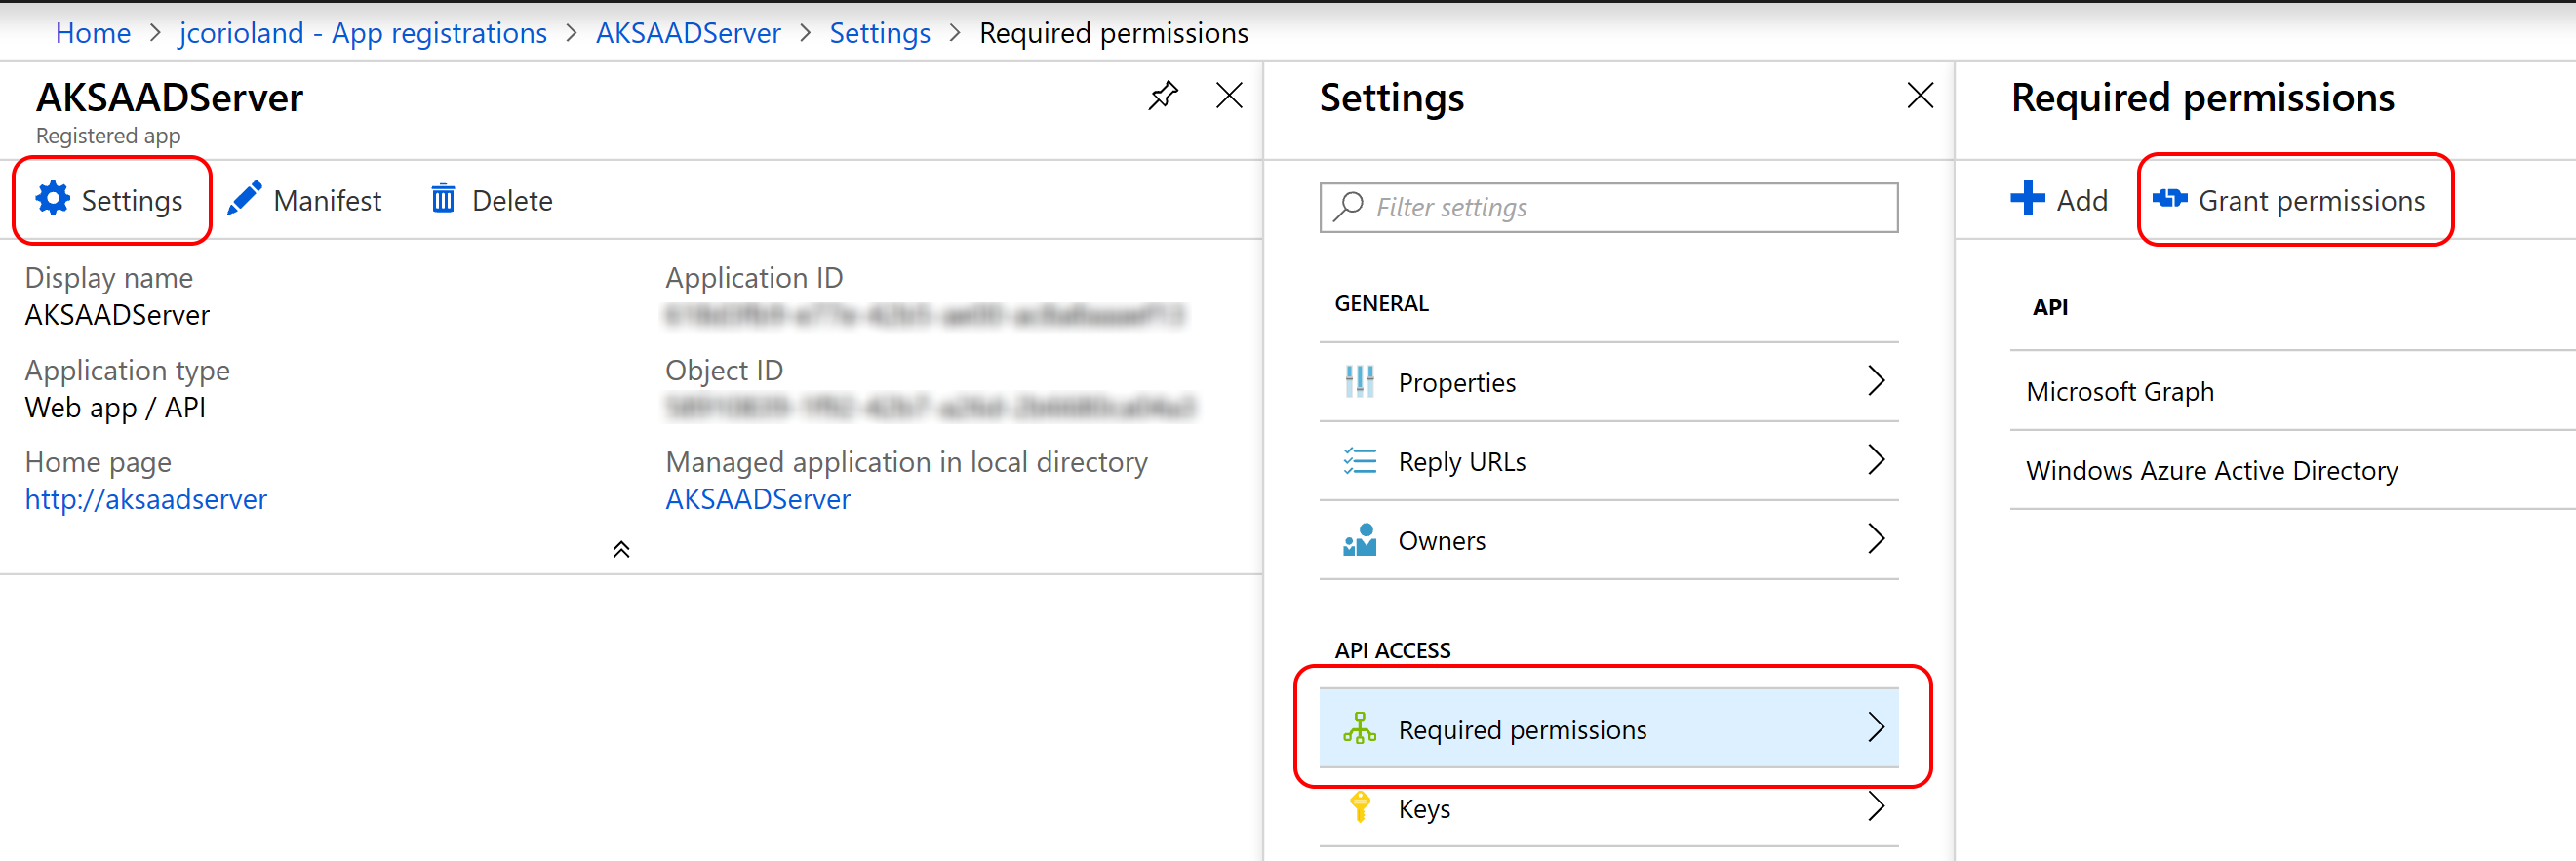 Home > jcorioland - App registrations > AKSAADServer > Settings > Required permissions
AKSAADServer
Registered app
Settings
Manifest
Delete
Display name
AKSAADServer
Application ID
Application type
Web app / API
Object ID
Home page
http://aksaadserver
Managed application in local directory
AKSAADServer
Settings
Filter settings
GENERAL
Properties
Reply URLs
Owners
API ACCESS
Required permissions
Keys
Required permissions
Add
Grant permissions
API
Microsoft Graph
Windows Azure Active Directory